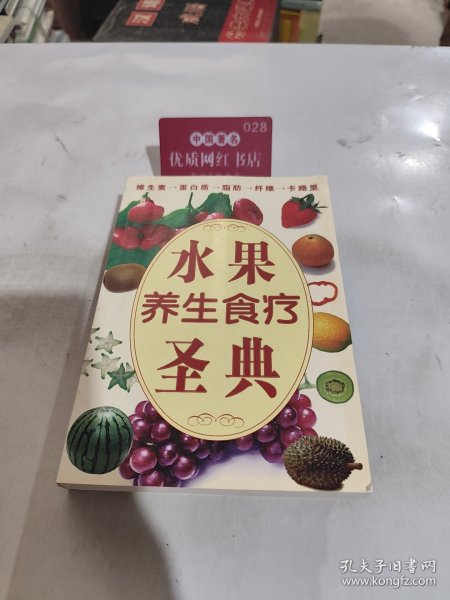 028
中国著名
优质网红书店
维生素－蛋白质－脂肪－纤维－卡路里
水果
养生食疗
圣典
孔夫子旧书网
www.kongfz.com